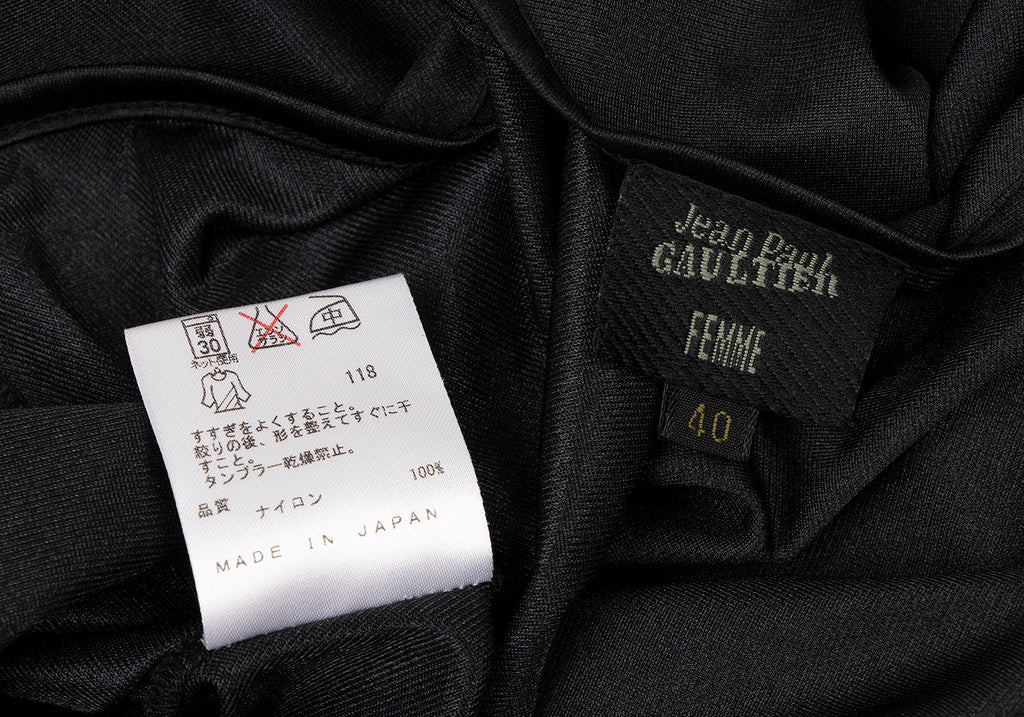 弱
30
ネット使用
エンソ
サラシ
中
118
すすぎをよくすること。
絞りの後、形を整えてすぐに干
すこと。
タンブラー乾燥禁止。
品質 ナイロン 100%
MADE IN JAPAN
Jean Paul
GAULTIER
FEMME
40